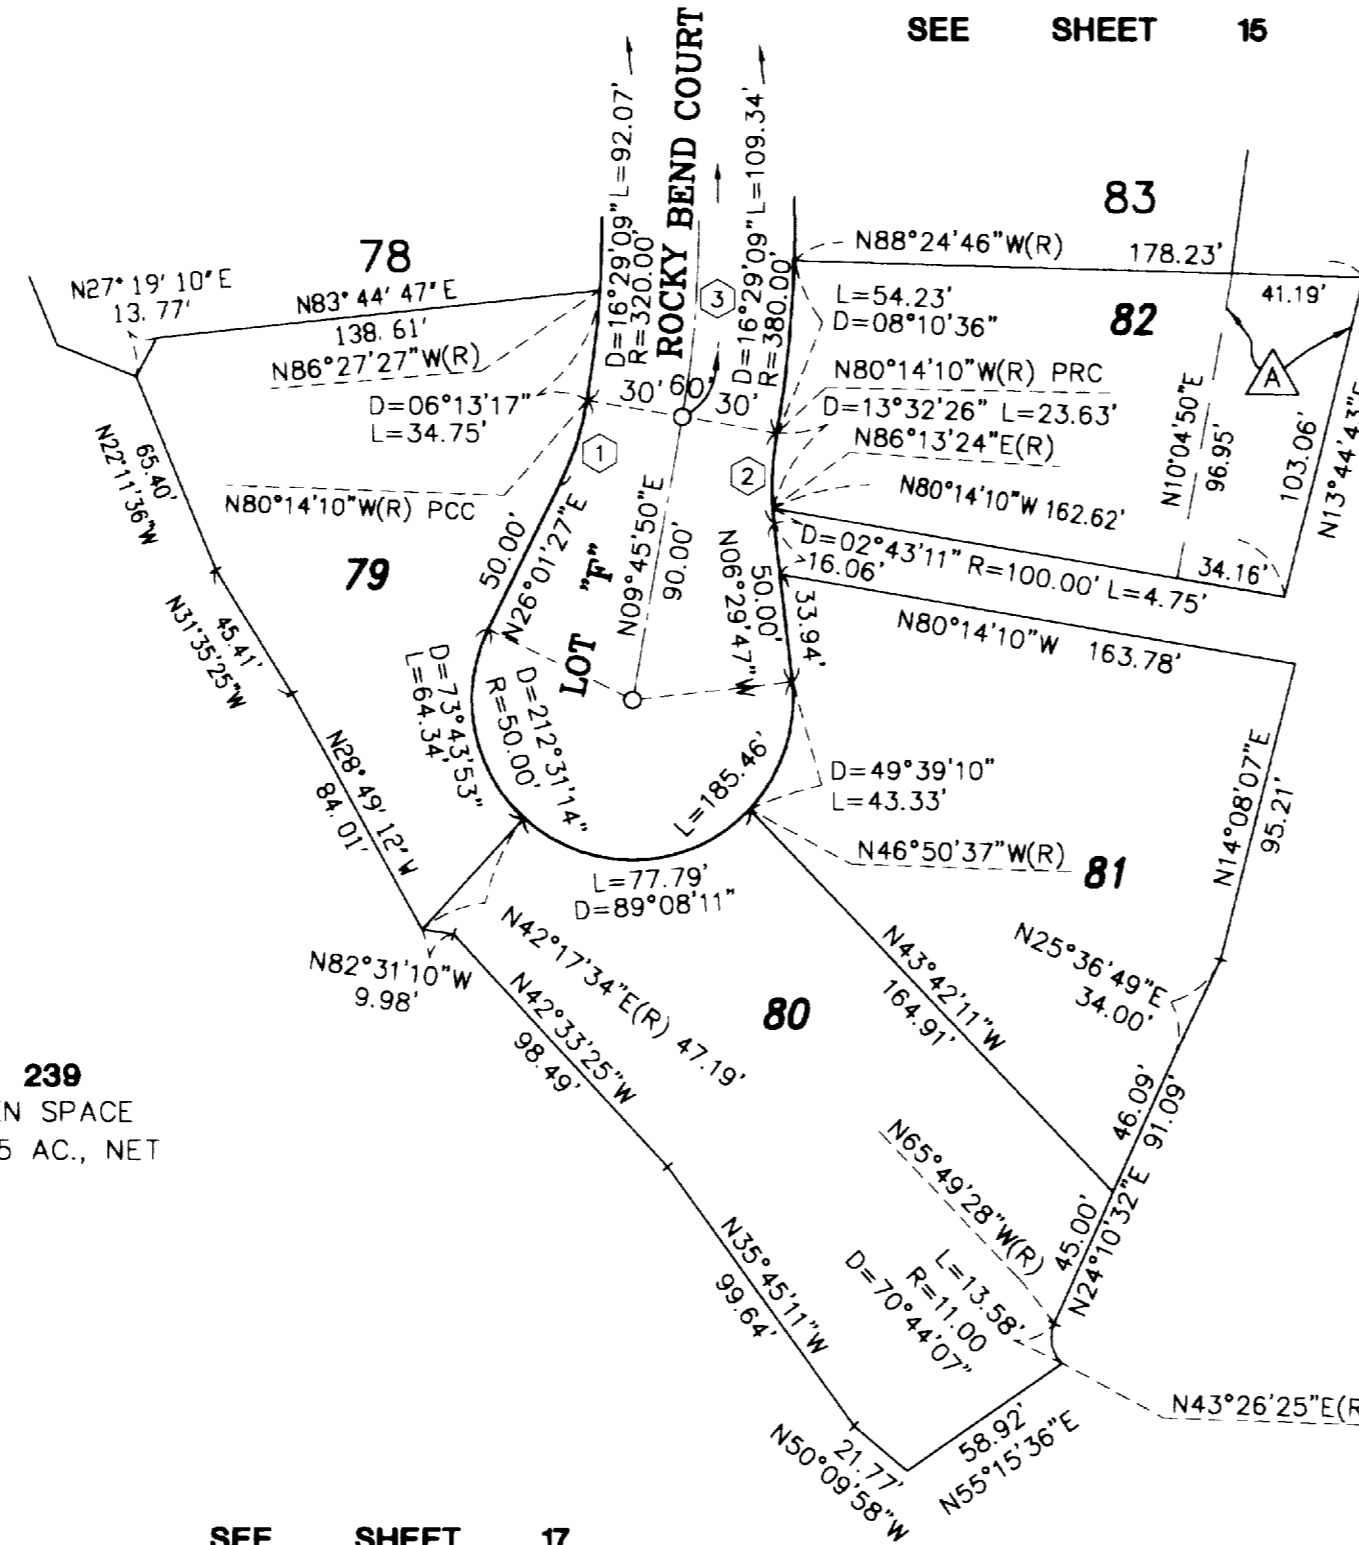 SEE SHEET 15
ROCKY BEND COURT
L=92.07'
D=16°29'09"
R=320.00'
L=109.34'
D=16°29'09"
R=380.00'
3
83
N88°24'46"W(R)
178.23'
41.19'
78
N27°19'10"E
13.77'
N83°44'47"E
138.61'
N86°27'27"W(R)
D=06°13'17"
L=34.75'
N80°14'10"W(R) PCC
30' 60' 30'
L=54.23'
D=08°10'36"
82
A
N80°14'10"W(R) PRC
D=13°32'26" L=23.63'
N86°13'24"E(R)
N80°14'10"W 162.62'
N10°04'50"E
96.95'
103.06'
N13°44'43"E
34.16'
1
2
65.40'
N22°11'36"W
79
45.41'
N31°35'25"W
50.00'
N26°01'27"E
LOT "F"
N09°45'50"E
90.00'
N06°29'47"W
50.00'
33.94'
16.06'
D=02°43'11" R=100.00' L=4.75'
N80°14'10"W 163.78'
D=73°43'53"
L=64.34'
D=212°31'14"
R=50.00'
L=185.46'
N28°49'12"W
84.01'
D=49°39'10"
L=43.33'
N46°50'37"W(R)
81
N14°08'07"E
95.21'
L=77.79'
D=89°08'11"
N82°31'10"W
9.98'
N42°17'34"E(R) 47.19'
N42°33'25"W
98.49'
80
N43°42'11"W
164.91'
N25°36'49"E
34.00'
46.09'
91.09'
45.00'
N24°10'32"E
239
N SPACE
5 AC., NET
N65°49'28"W(R)
L=13.58'
R=11.00
D=70°44'07"
N35°45'11"W
99.64'
N43°26'25"E(R
21.77'
N50°09'58"W
58.92'
N55°15'36"E
SEE SHEET 17